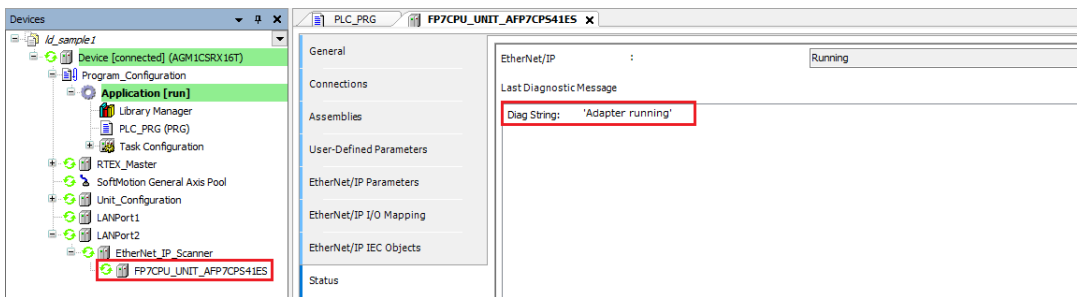 Devices
ld_sample1
Device [connected] (AGM1CSRX16T)
Program_Configuration
Application [run]
Library Manager
PLC_PRG (PRG)
Task Configuration
RTEX_Master
SoftMotion General Axis Pool
Unit_Configuration
LANPort1
LANPort2
EtherNet_IP_Scanner
FP7CPU_UNIT_AFP7CPS41ES
PLC_PRG
FP7CPU_UNIT_AFP7CPS41ES
General
Connections
Assemblies
User-Defined Parameters
EtherNet/IP Parameters
EtherNet/IP I/O Mapping
EtherNet/IP IEC Objects
Status
EtherNet/IP : Running
Last Diagnostic Message
Diag String: 'Adapter running'